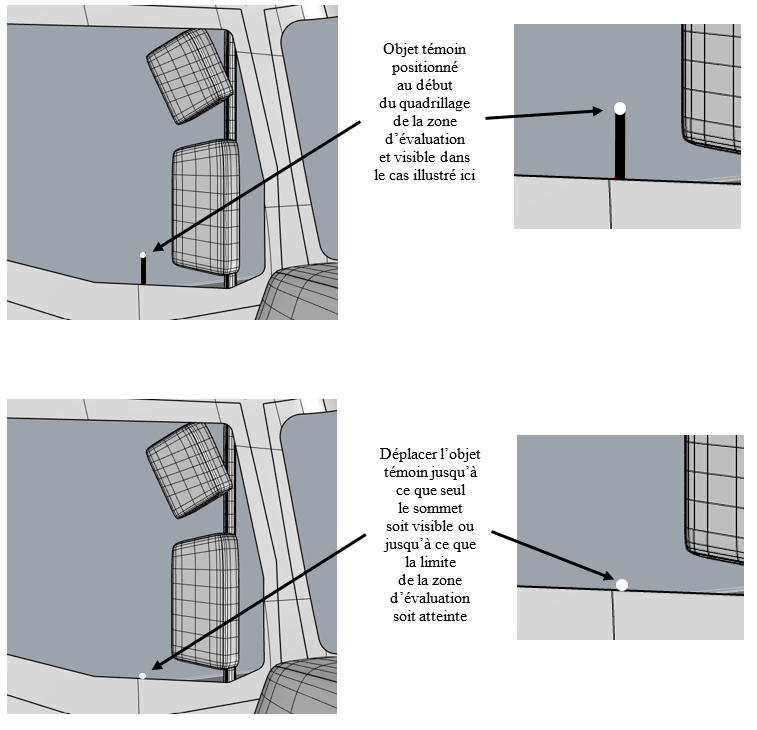 Objet témoin
positionné
au début
du quadrillage
de la zone
d’évaluation
et visible dans
le cas illustré ici
Déplacer l’objet
témoin jusqu’à
ce que seul
le sommet
soit visible ou
jusqu’à ce que
la limite
de la zone
d’évaluation
soit atteinte